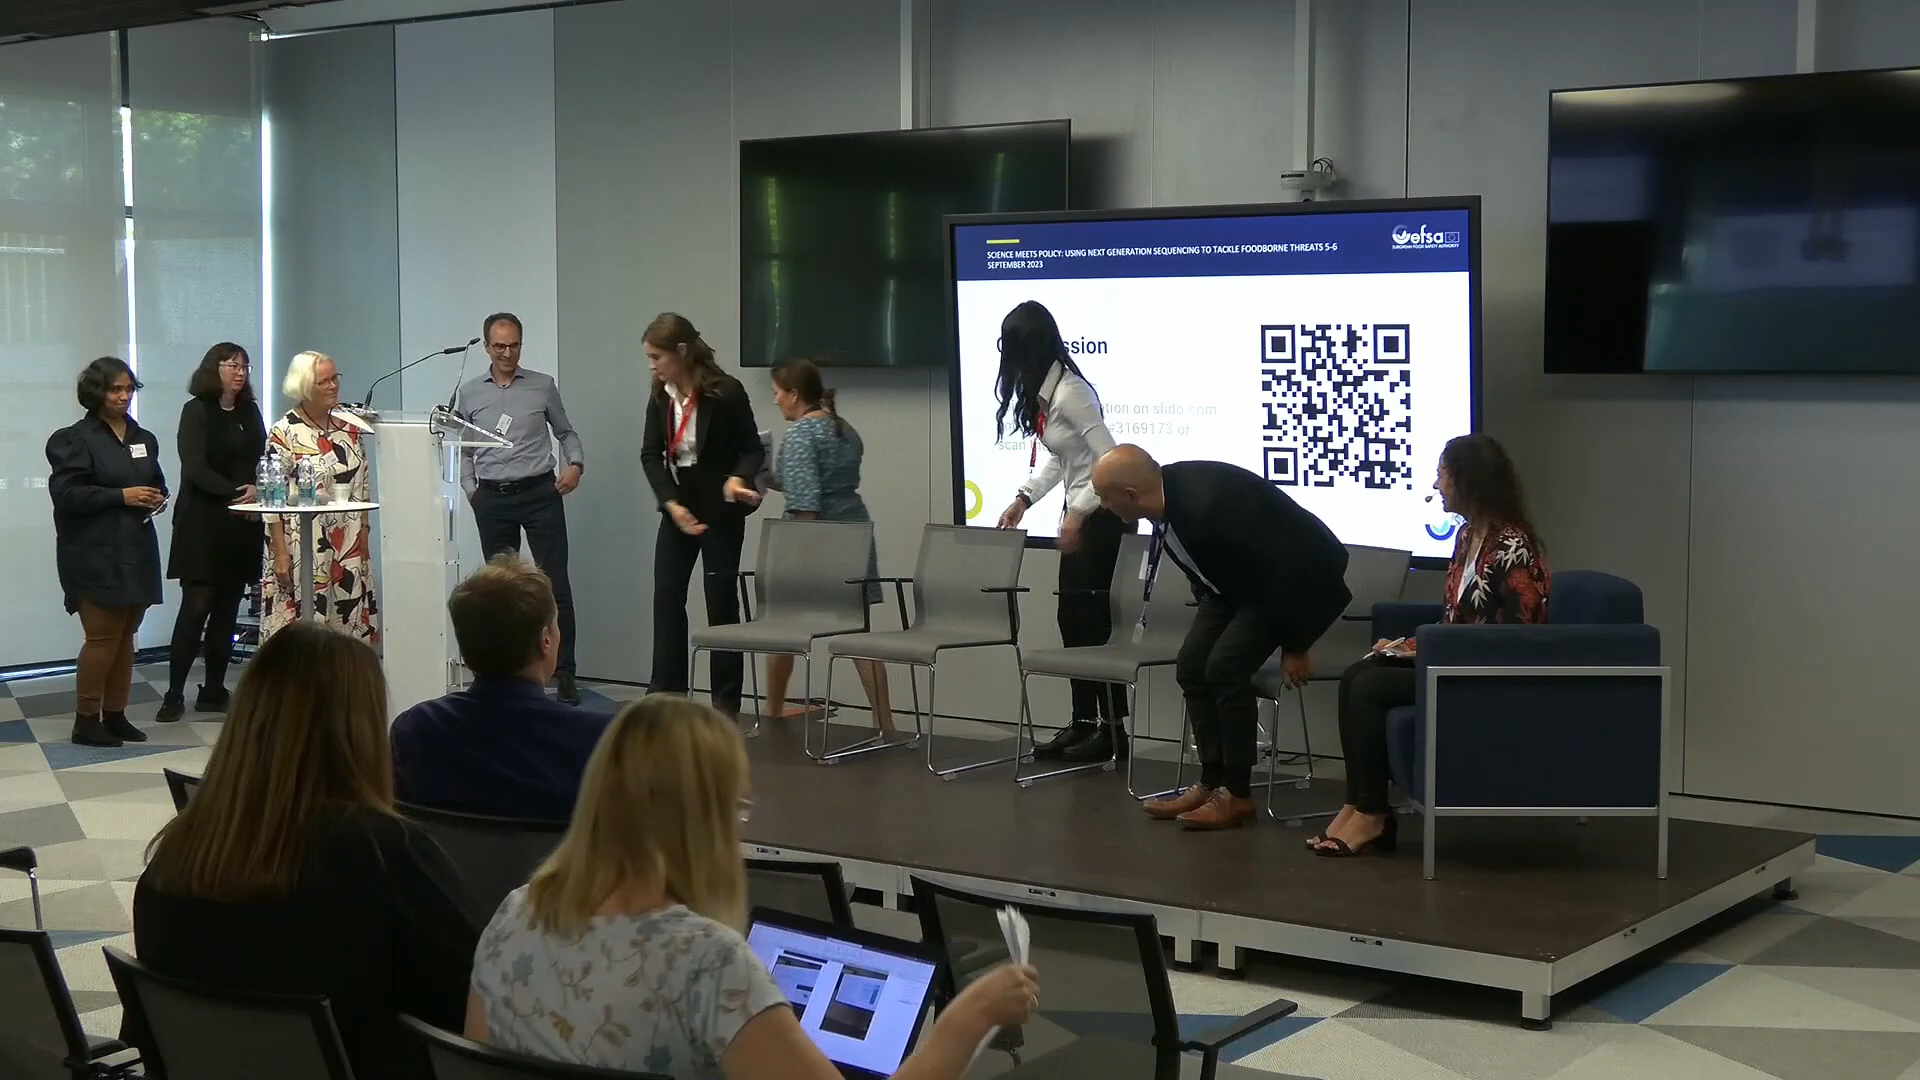 SCIENCE MEETS POLICY: USING NEXT GENERATION SEQUENCING TO TACKLE FOODBORNE THREATS 5-6
SEPTEMBER 2023
efsa
EUROPEAN FOOD SAFETY AUTHORITY
ssion
tion on slido.com
#3169173 or
scan